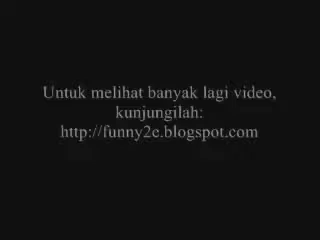 Untuk melihat banyak lagi video,
kunjungilah:
http://funny2e.blogspot.com